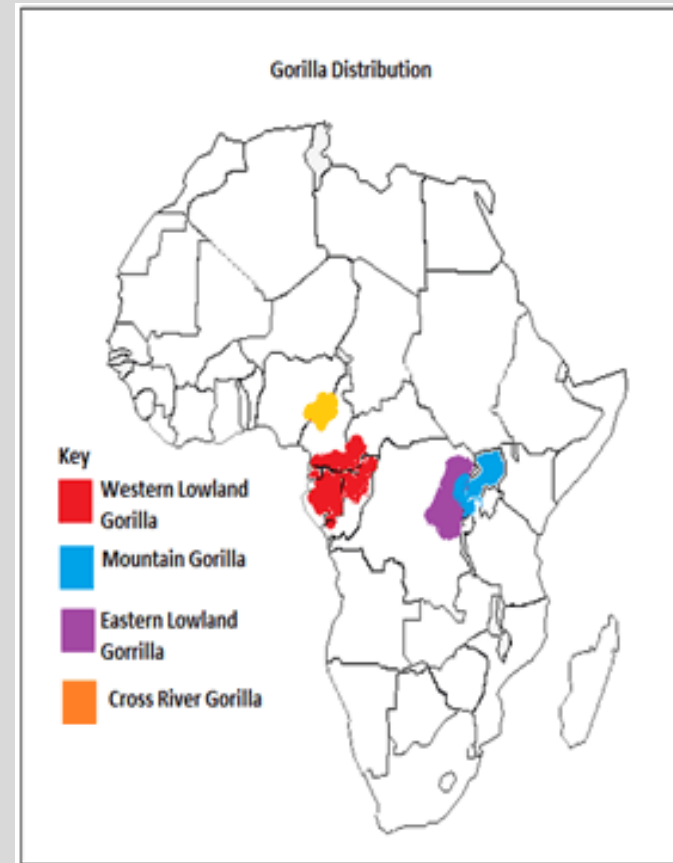 Gorilla Distribution
Key
Western Lowland
Gorilla
Mountain Gorilla
Eastern Lowland
Gorrilla
Cross River Gorilla